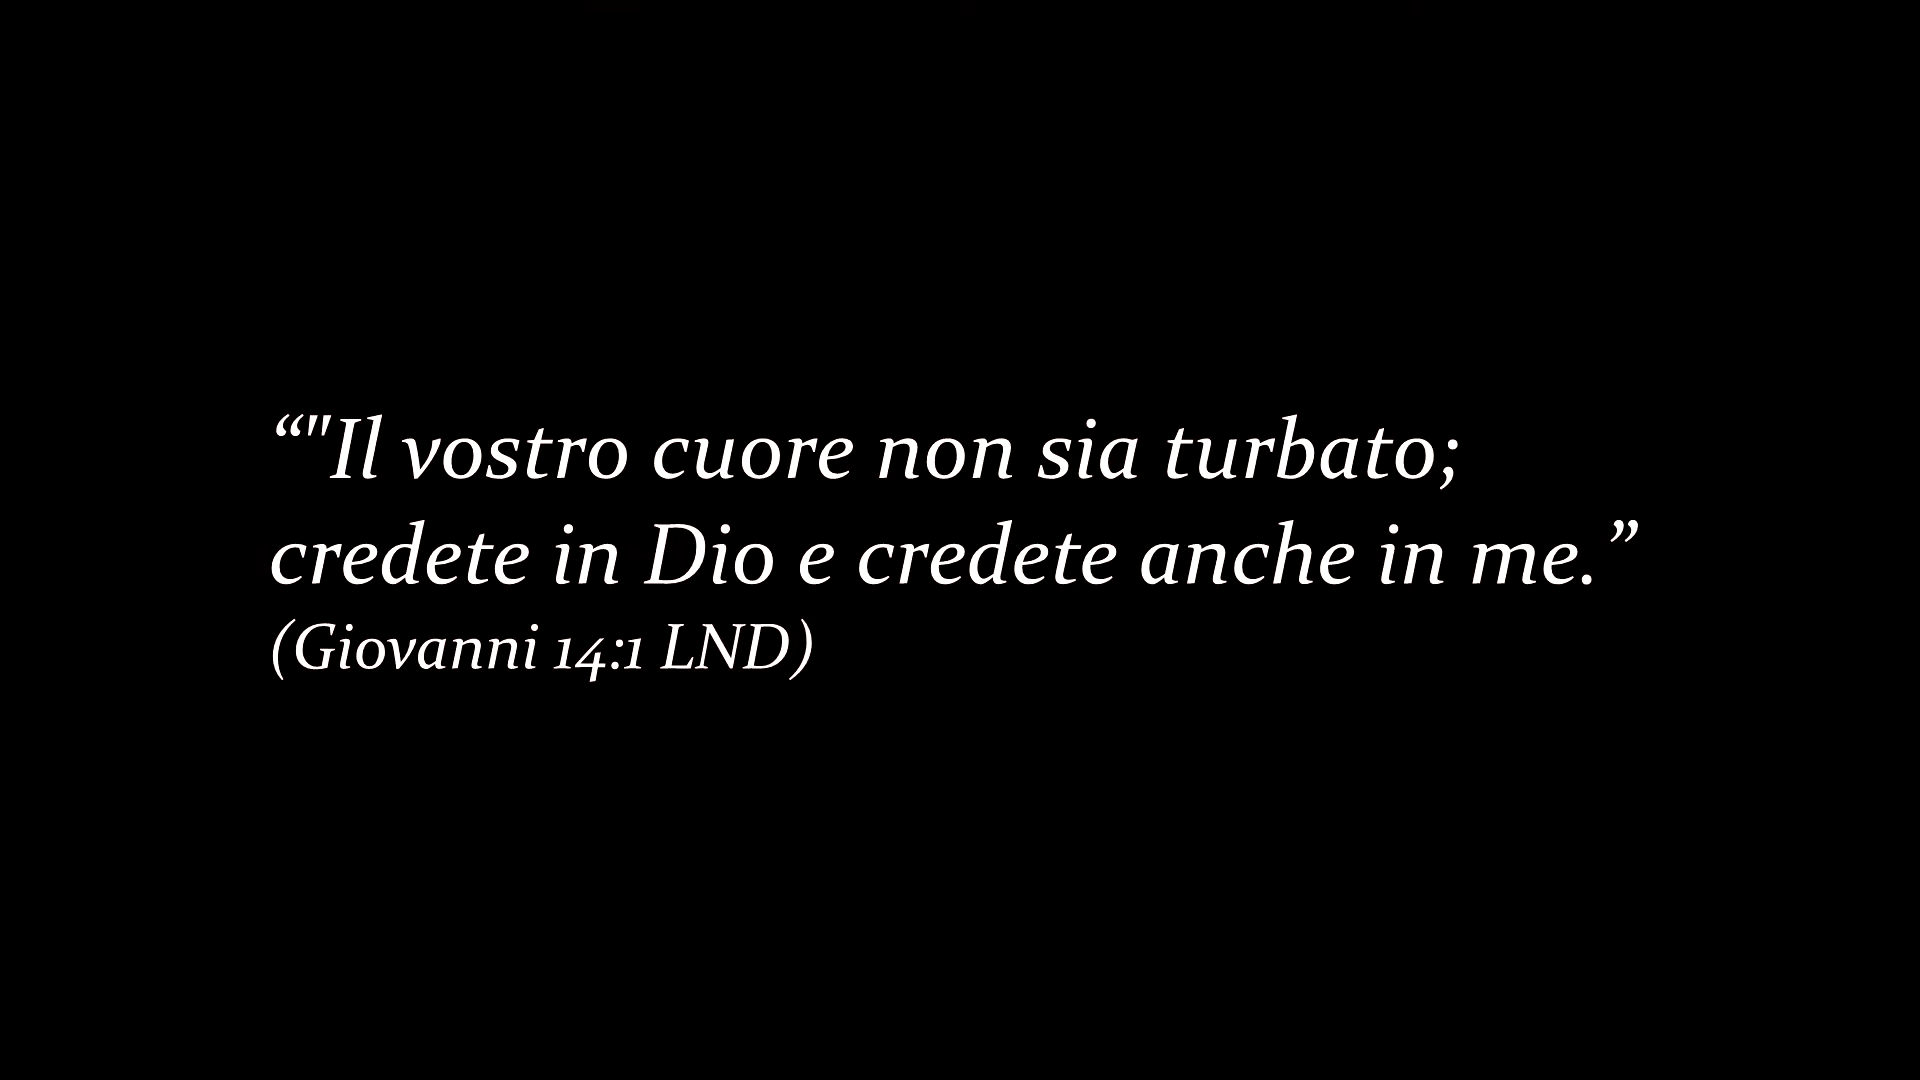 “"Il vostro cuore non sia turbato;
credete in Dio e credete anche in me.”
(Giovanni 14:1 LND)